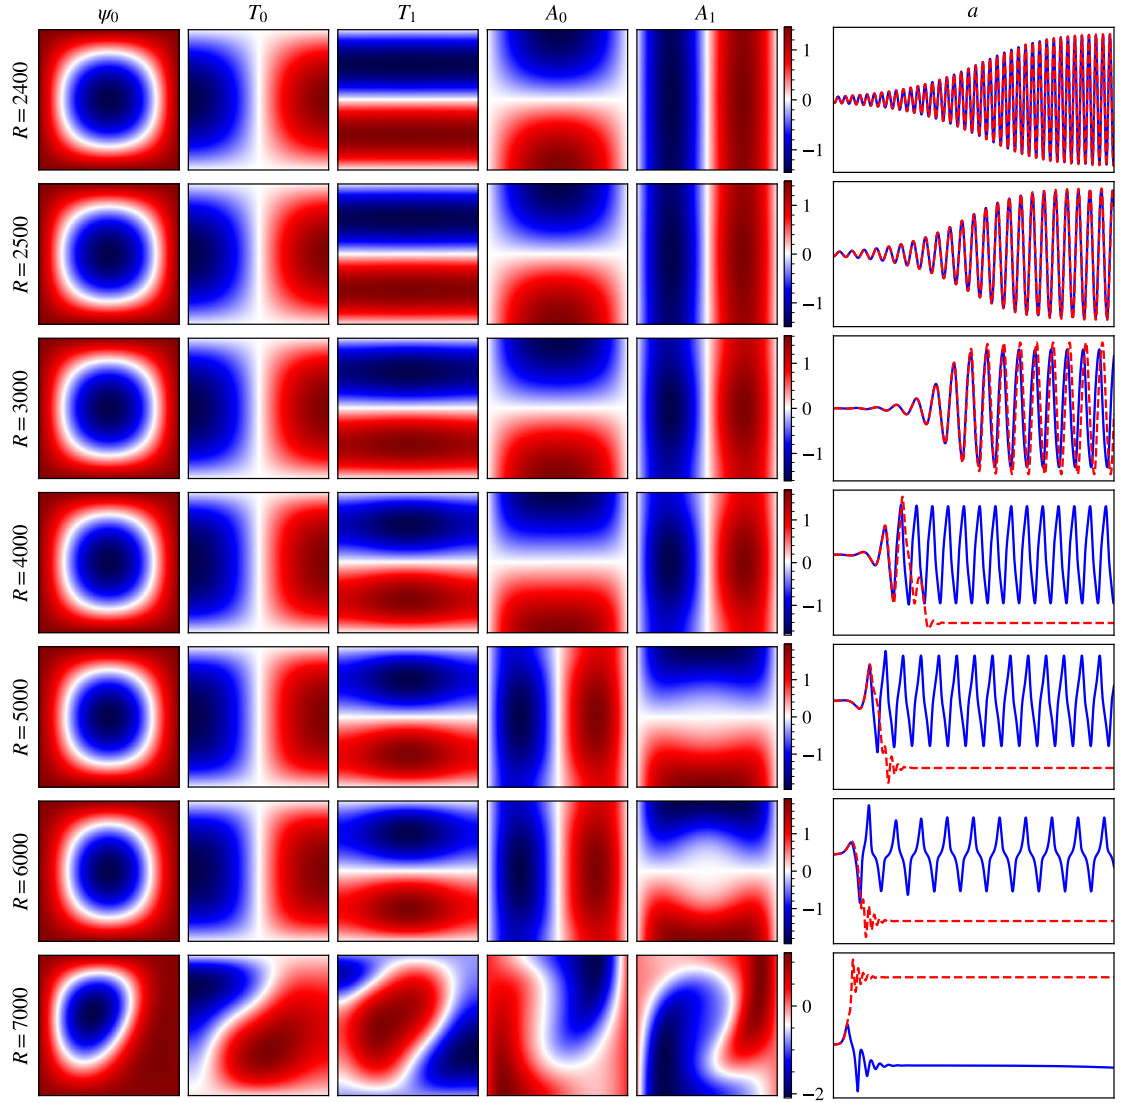 ψ₀ T₀ T₁ A₀ A₁ a
R = 2400
1
0
−1
R = 2500
1
0
−1
R = 3000
1
0
−1
R = 4000
1
0
−1
R = 5000
1
0
−1
R = 6000
1
0
−1
R = 7000
0
−2